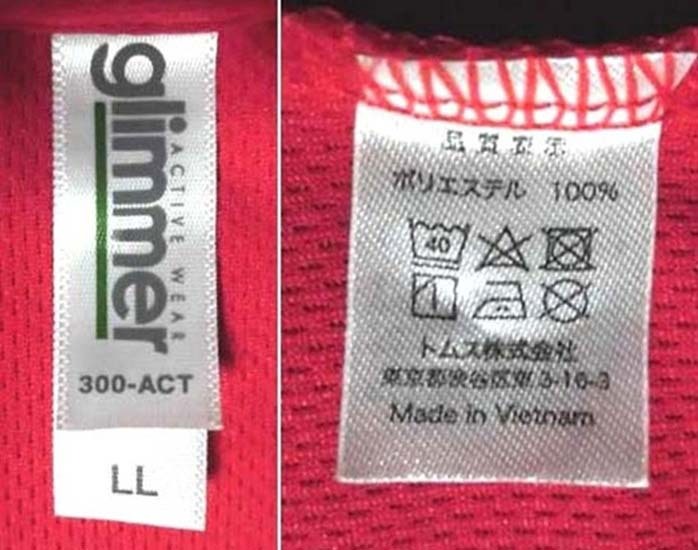 glimmer
ACTIVE WEAR
300-ACT
LL
品質表示
ポリエステル 100%
40
トムス株式会社
東京都渋谷区東3-16-3
Made in Vietnam